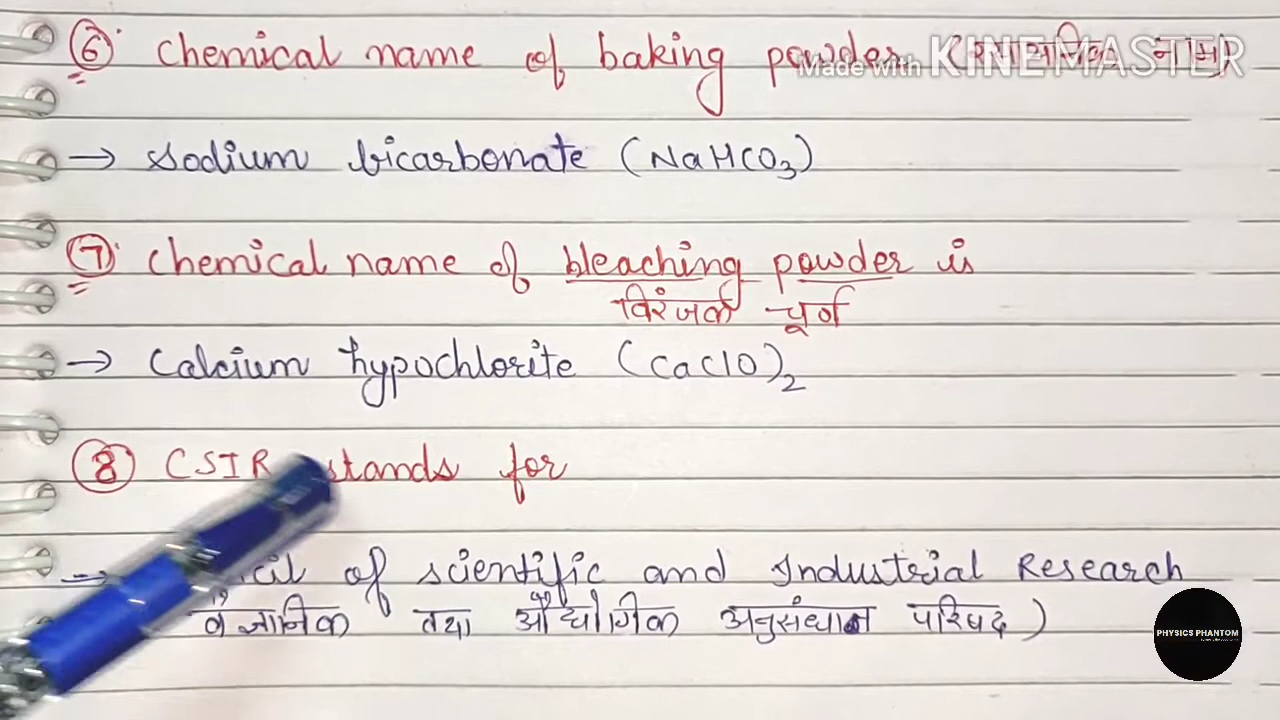 6 Chemical name of baking powder
Made with KINEMASTER
→ Sodium bicarbonate (NaHCO3)
7 Chemical name of bleaching powder is
विरंजक चूर्ण
→ Calcium hypochlorite (CaClO)2
8 CSIR stands for
→ of scientific and Industrial Research
वैज्ञानिक तथा औद्योगिक अनुसंधान परिषद )
PHYSICS PHANTOM